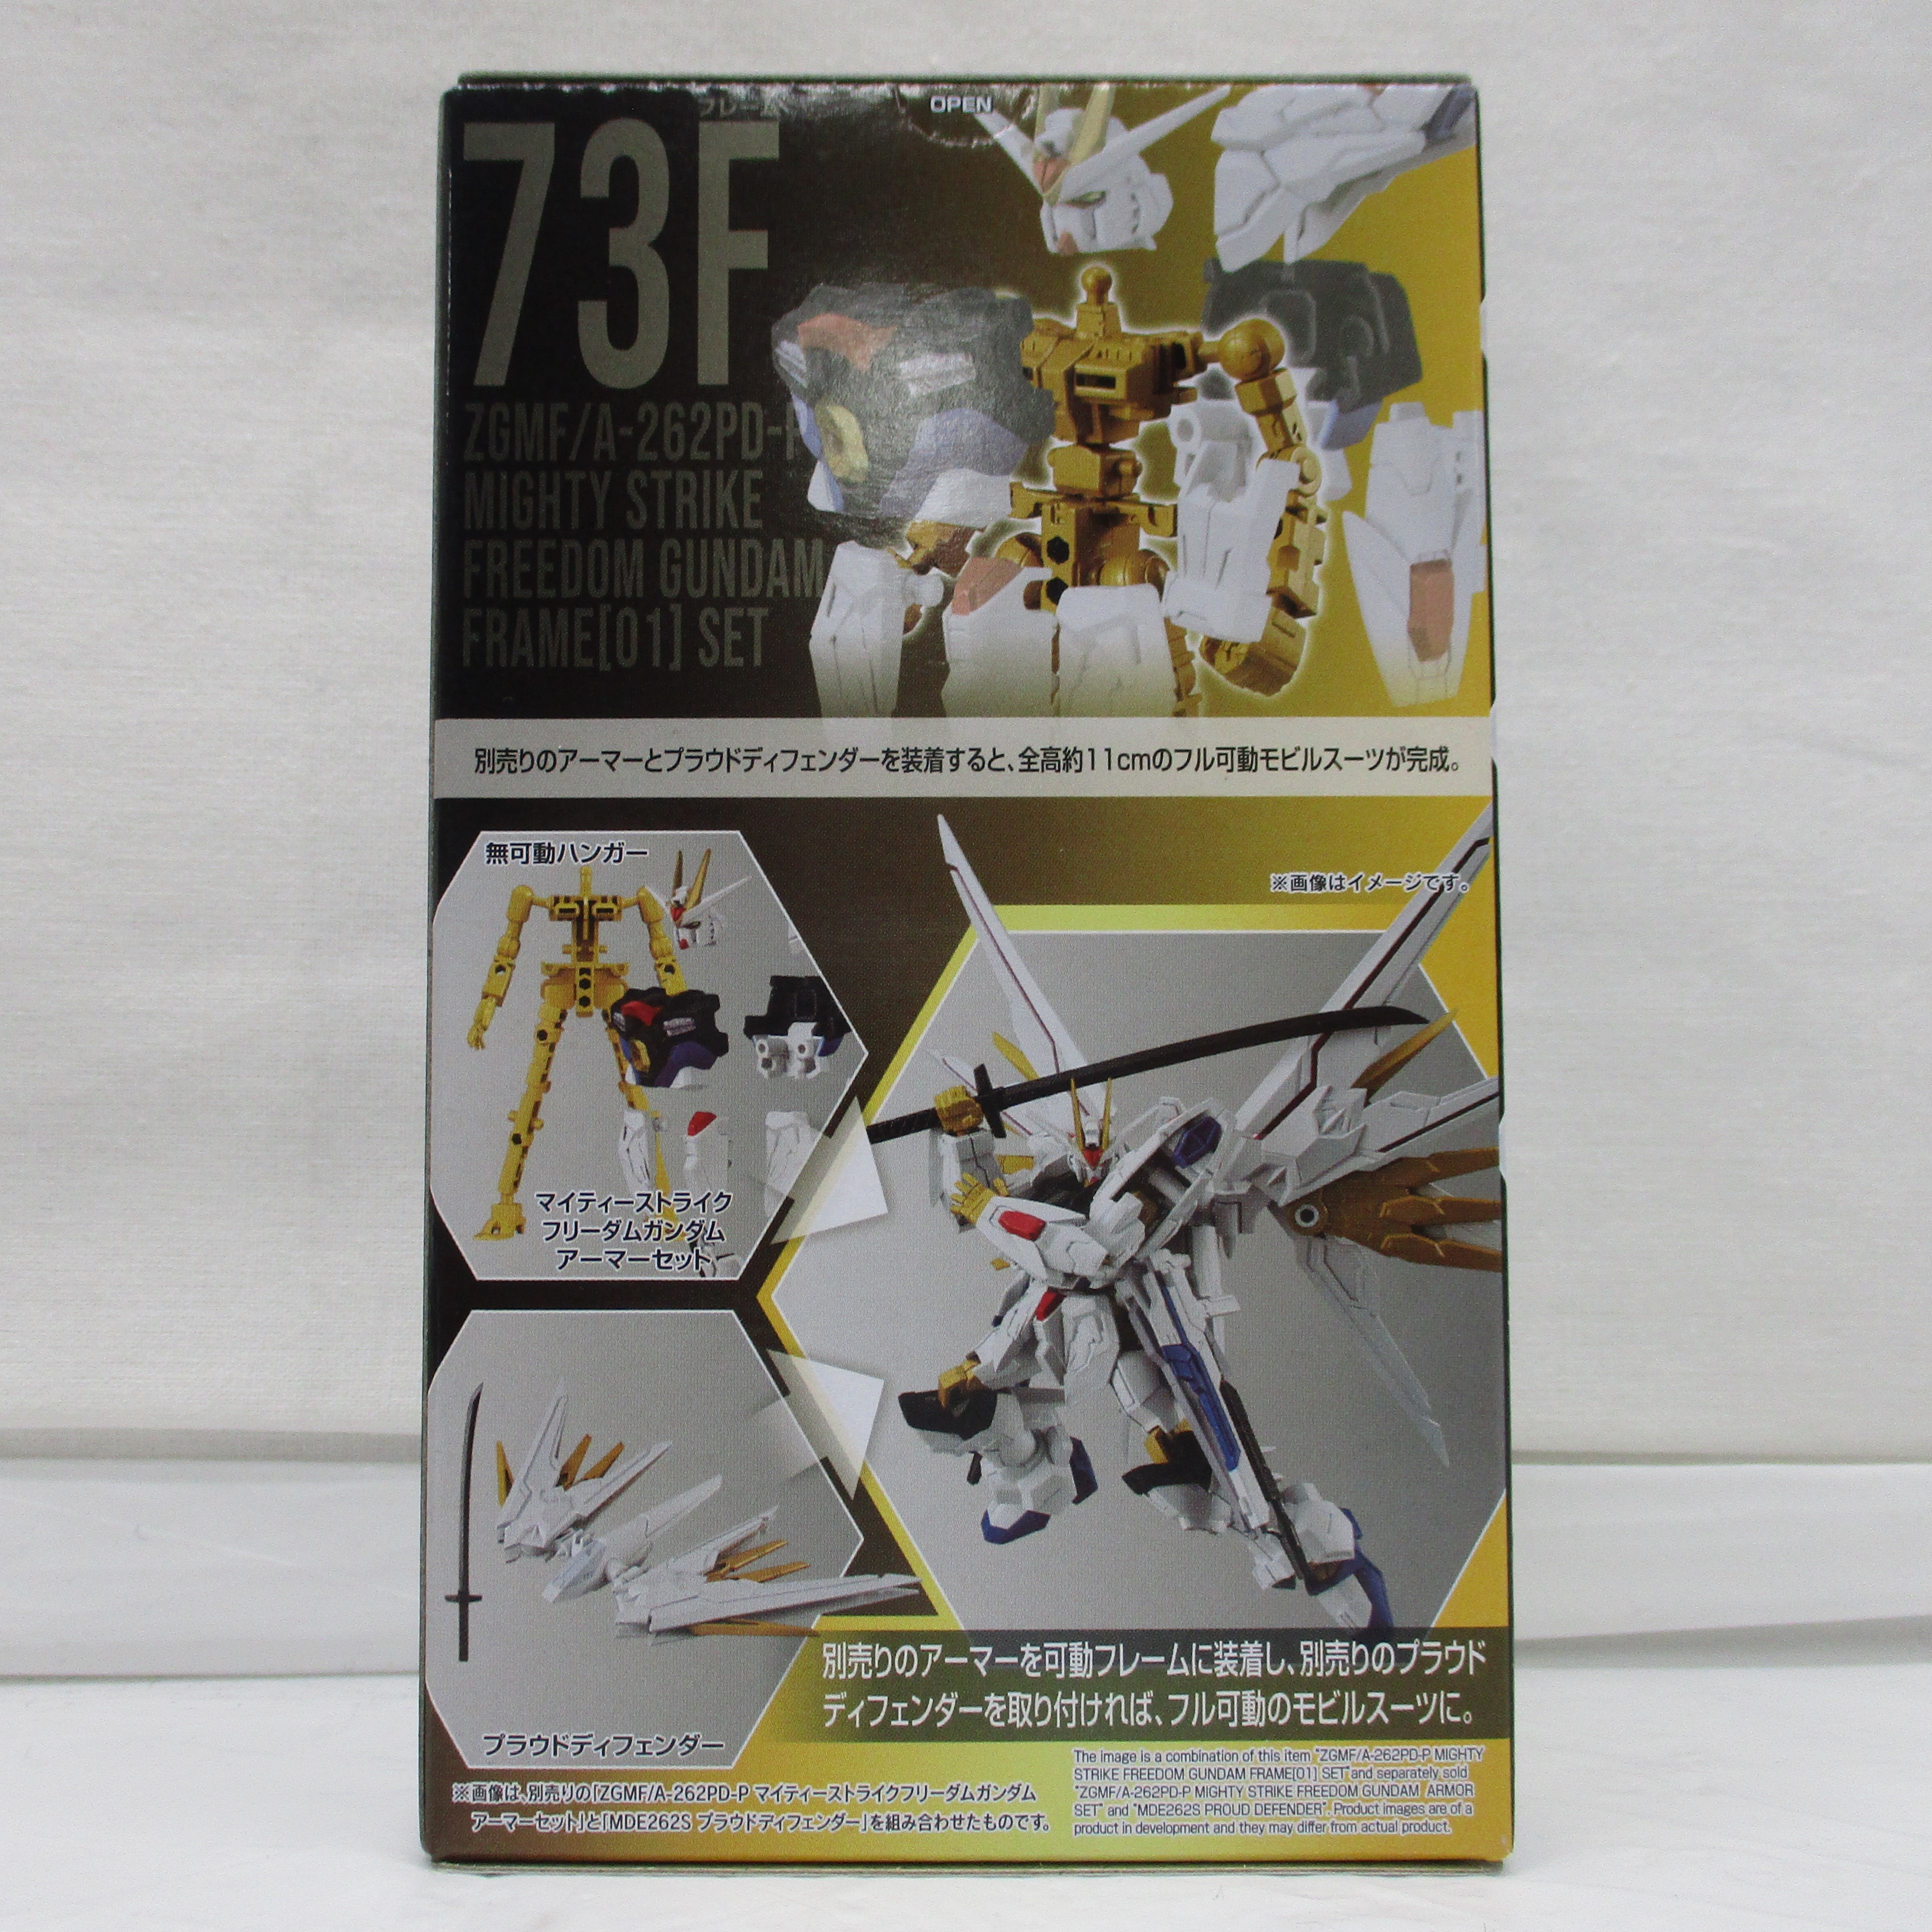 OPEN
フレーム
73F
ZGMF/A-262PD-P
MIGHTY STRIKE
FREEDOM GUNDAM
FRAME[01] SET
別売りのアーマーとプラウドディフェンダーを装着すると、全高約11cmのフル可動モビルスーツが完成。
無可動ハンガー
※画像はイメージです。
マイティーストライク
フリーダムガンダム
アーマーセット
プラウドディフェンダー
別売りのアーマーを可動フレームに装着し、別売りのプラウド
ディフェンダーを取り付ければ、フル可動のモビルスーツに。
※画像は、別売りの「ZGMF/A-262PD-P マイティーストライクフリーダムガンダム
アーマーセット」と「MDE262S プラウドディフェンダー」を組み合わせたものです。
The image is a combination of this item "ZGMF/A-262PD-P MIGHTY
STRIKE FREEDOM GUNDAM FRAME[01] SET"and separately sold
"ZGMF/A-262PD-P MIGHTY STRIKE FREEDOM GUNDAM ARMOR
SET" and "MDE262S PROUD DEFENDER". Product images are of a
product in development and they may differ from actual product.